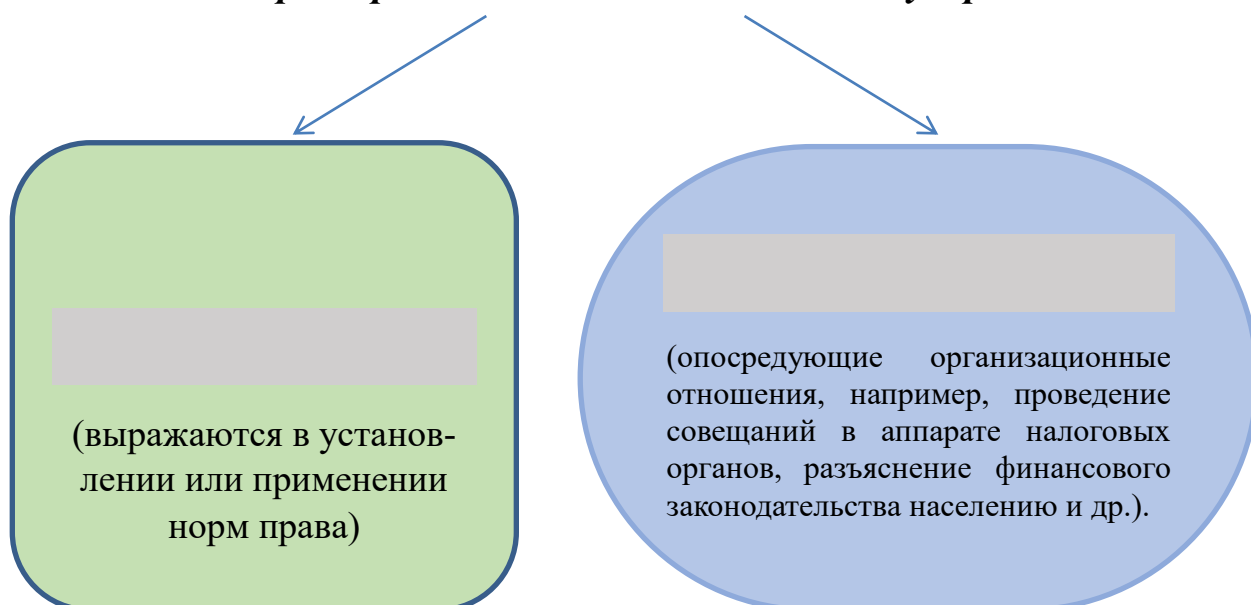 (выражаются в установ-
лении или применении
норм права)
(опосредующие организационные
отношения, например, проведение
совещаний в аппарате налоговых
органов, разъяснение финансового
законодательства населению и др.).